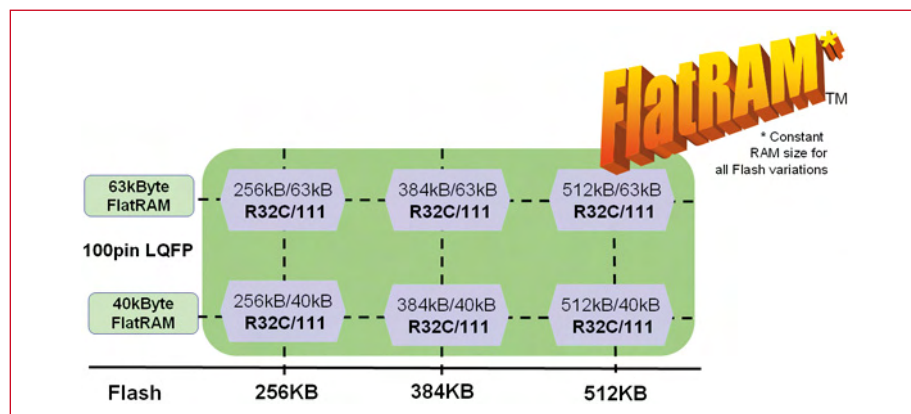 FlatRAM*
TM
* Constant
RAM size for
all Flash variations
63kByte
FlatRAM
256kB/63kB
R32C/111
384kB/63kB
R32C/111
512kB/63kB
R32C/111
100pin LQFP
40kByte
FlatRAM
256kB/40kB
R32C/111
384kB/40kB
R32C/111
512kB/40kB
R32C/111
Flash
256KB
384KB
512KB